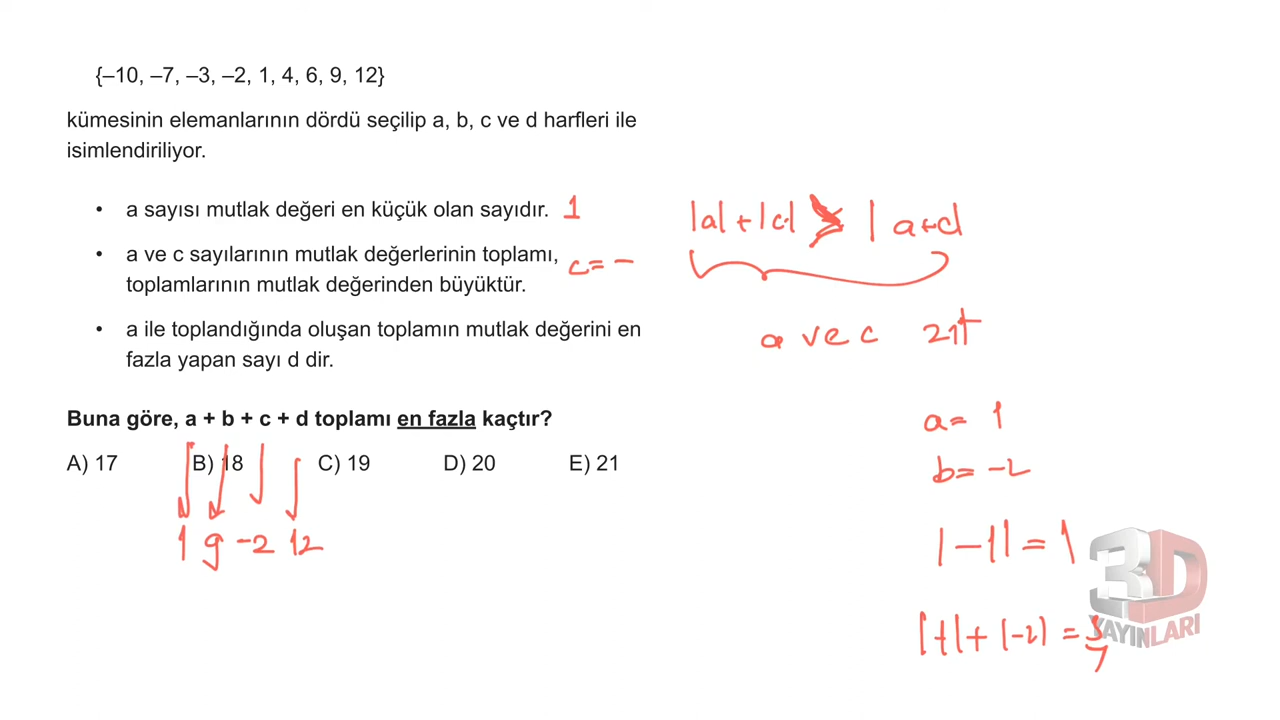 {–10, –7, –3, –2, 1, 4, 6, 9, 12}
kümesinin elemanlarının dördü seçilip a, b, c ve d harfleri ile
isimlendiriliyor.
• a sayısı mutlak değeri en küçük olan sayıdır. 1
• a ve c sayılarının mutlak değerlerinin toplamı,
toplamlarının mutlak değerinden büyüktür.
c = –
• a ile toplandığında oluşan toplamın mutlak değerini en
fazla yapan sayı d dir.
Buna göre, a + b + c + d toplamı en fazla kaçtır?
A) 17 B) 18 C) 19 D) 20 E) 21
1 9 -2 12
|a| + |c| > | a+c|
a ve c zıt
a = 1
b = -2
|-1| = 1
|+1| + |-2| = 3
3D
YAYINLARI